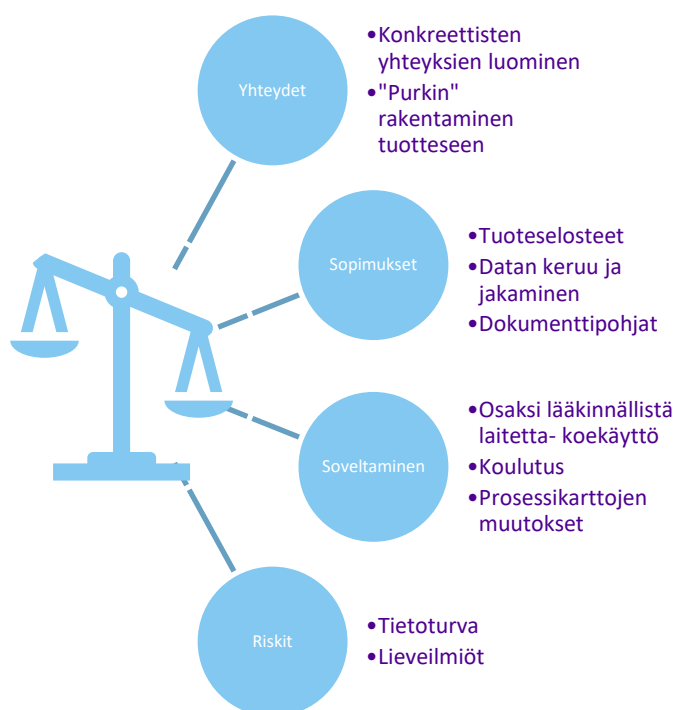 Yhteydet
•Konkreettisten
yhteyksien luominen
•"Purkin"
rakentaminen
tuotteseen
Sopimukset
•Tuoteselosteet
•Datan keruu ja
jakaminen
•Dokumenttipohjat
Soveltaminen
•Osaksi lääkinnällistä
laitetta- koekäyttö
•Koulutus
•Prosessikarttojen
muutokset
Riskit
•Tietoturva
•Lieveilmiöt